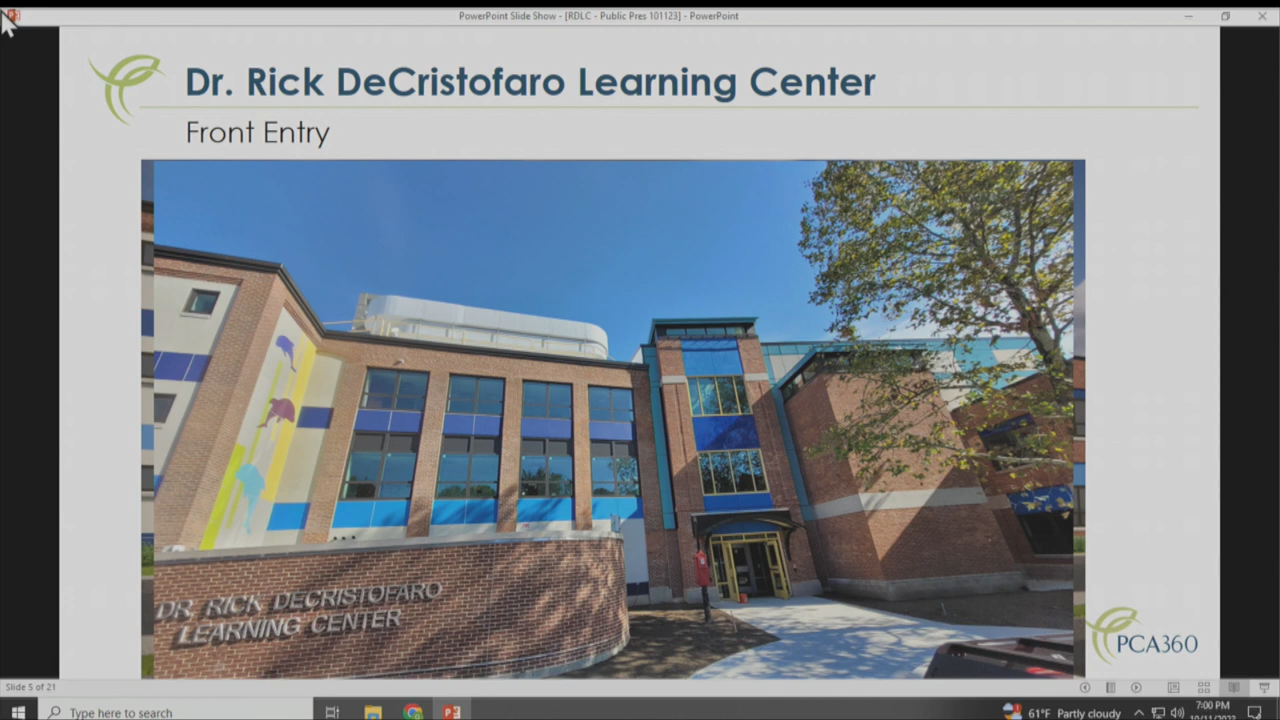 PowerPoint Slide Show - [RDLC - Public Pres 101123] - PowerPoint
Dr. Rick DeCristofaro Learning Center
Front Entry
DR RICK DECRISTOFARO
LEARNING CENTER
PCA360
Slide 5 of 21
Type here to search
61°F Partly cloudy
7:00 PM